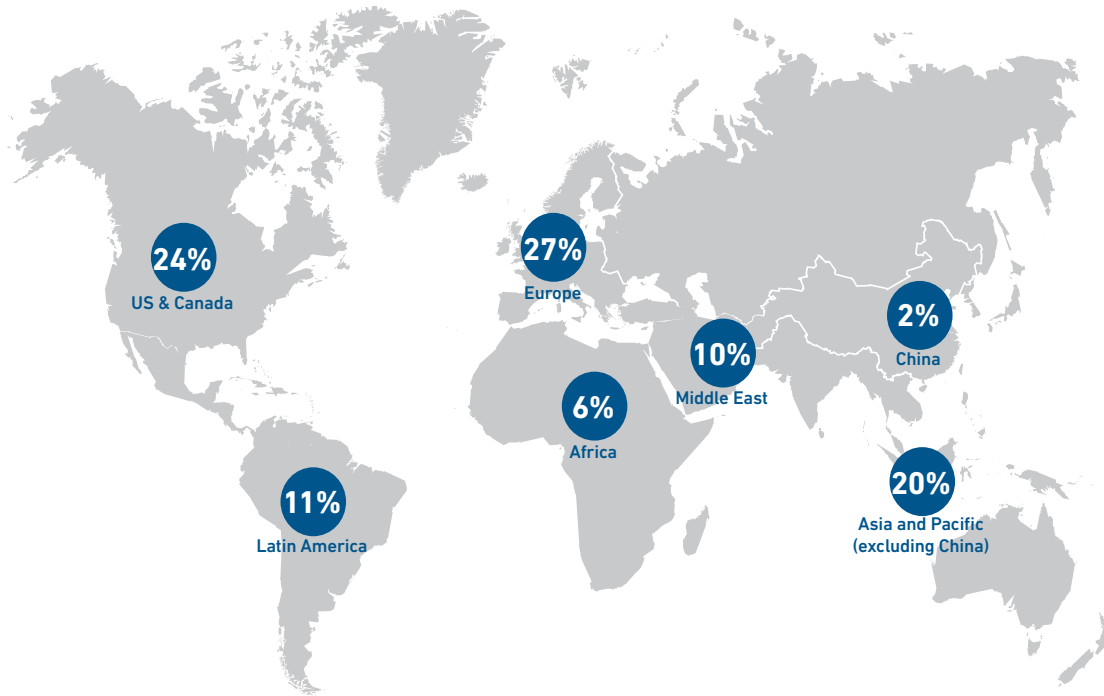 24%
US & Canada
27%
Europe
2%
China
10%
Middle East
6%
Africa
11%
Latin America
20%
Asia and Pacific
(excluding China)